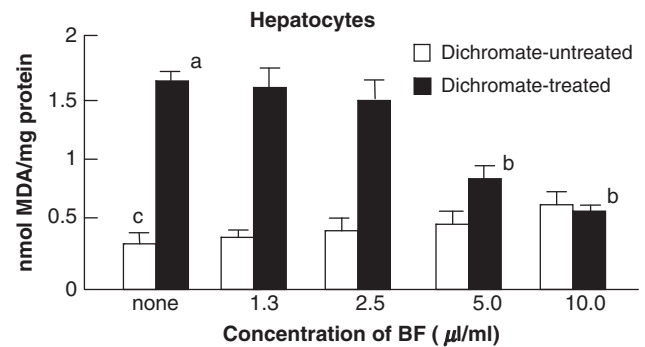 Hepatocytes
2
1.5
1
0.5
0
nmol MDA/mg protein
Dichromate-untreated
Dichromate-treated
a
c
b
b
none 1.3 2.5 5.0 10.0
Concentration of BF ( µl/ml)